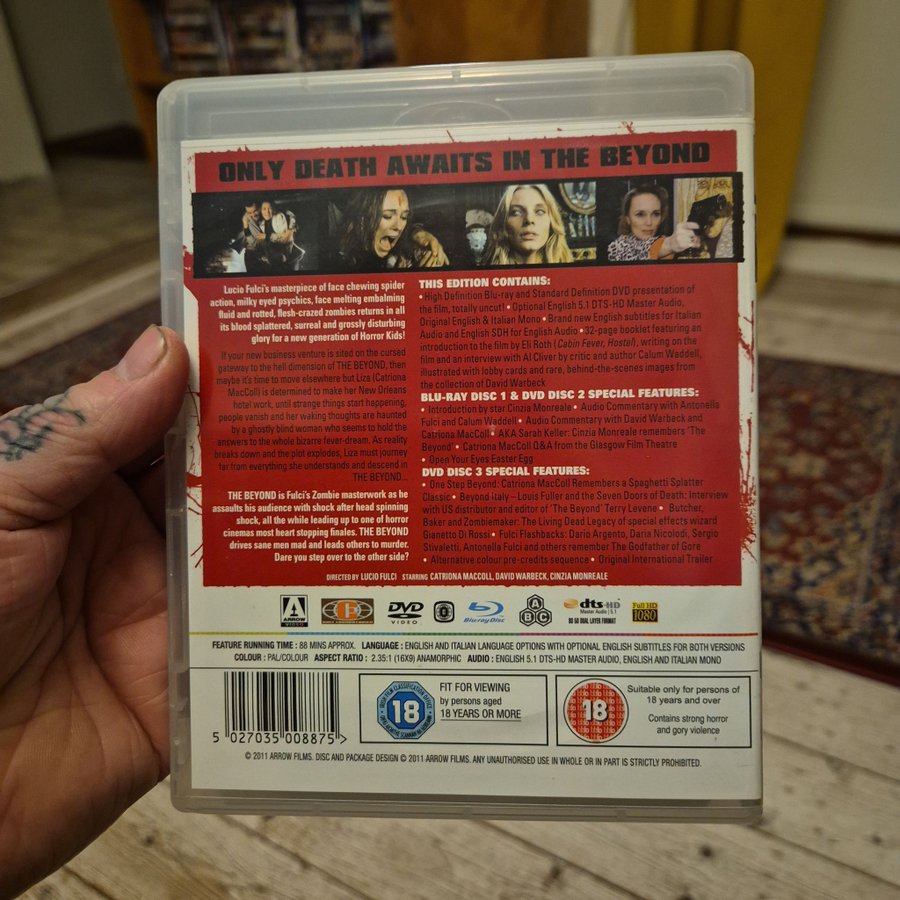 ONLY DEATH AWAITS IN THE BEYOND
Lucio Fulci's masterpiece of face chewing spider
action, milky eyed psychics, face melting embalming
fluid and rotted, flesh-crazed zombies returns in all
its blood splattered, surreal and grossly disturbing
glory for a new generation of Horror Kids!
If your new business venture is sited on the cursed
gateway to the hell dimension of THE BEYOND, then
maybe it's time to move elsewhere but Liza (Catriona
MacColl) is determined to make her New Orleans
hotel work, until strange things start happening,
people vanish and her waking thoughts are haunted
by a ghostly blind woman who seems to hold the
answers to the whole bizarre fever-dream. As reality
breaks down and the plot explodes, Liza must journey
far from everything she understands and descend in
THE BEYOND...
THE BEYOND is Fulci's Zombie masterwork as he
assaults his audience with shock after head spinning
shock, all the while leading up to one of horror
cinemas most heart stopping finales. THE BEYOND
drives sane men mad and leads others to murder.
Dare you step over to the other side?
THIS EDITION CONTAINS:
• High Definition Blu-ray and Standard Definition DVD presentation of
the film, totally uncut! • Optional English 5.1 DTS-HD Master Audio,
Original English & Italian Mono • Brand new English subtitles for Italian
Audio and English SDH for English Audio • 32-page booklet featuring an
introduction to the film by Eli Roth (Cabin Fever, Hostel), writing on the
film and an interview with Al Cliver by critic and author Calum Waddell,
illustrated with lobby cards and rare, behind-the-scenes images from
the collection of David Warbeck
BLU-RAY DISC 1 & DVD DISC 2 SPECIAL FEATURES:
• Introduction by star Cinzia Monreale • Audio Commentary with Antonella
Fulci and Calum Waddell • Audio Commentary with David Warbeck and
Catriona MacColl • AKA Sarah Keller: Cinzia Monreale remembers 'The
Beyond' • Catriona MacColl Q&A from the Glasgow Film Theatre
• Open Your Eyes Easter Egg
DVD DISC 3 SPECIAL FEATURES:
• One Step Beyond: Catriona MacColl Remembers a Spaghetti Splatter
Classic • Beyond Italy – Louis Fuller and the Seven Doors of Death: Interview
with US distributor and editor of 'The Beyond' Terry Levene • Butcher,
Baker and Zombiemaker: The Living Dead Legacy of special effects wizard
Gianetto Di Rossi • Fulci Flashbacks: Dario Argento, Daria Nicolodi, Sergio
Stivaletti, Antonella Fulci and others remember The Godfather of Gore
• Alternative colour pre-credits sequence • Original International Trailer
DIRECTED BY LUCIO FULCI STARRING CATRIONA MACCOLL, DAVID WARBECK, CINZIA MONREALE
ARROW VIDEO DVD VIDEO 0 Blu-ray Disc ABC dts-HD Master Audio | 5.1 Full HD 1080
BD 50 DUAL LAYER FORMAT
FEATURE RUNNING TIME : 88 MINS APPROX. LANGUAGE : ENGLISH AND ITALIAN LANGUAGE OPTIONS WITH OPTIONAL ENGLISH SUBTITLES FOR BOTH VERSIONS
COLOUR : PAL/COLOUR ASPECT RATIO : 2.35:1 (16X9) ANAMORPHIC AUDIO : ENGLISH 5.1 DTS-HD MASTER AUDIO, ENGLISH AND ITALIAN MONO
5 027035 008875 >
18
FIT FOR VIEWING
by persons aged
18 YEARS OR MORE
18
Suitable only for persons of
18 years and over
Contains strong horror
and gory violence
© 2011 ARROW FILMS. DISC AND PACKAGE DESIGN © 2011 ARROW FILMS. ANY UNAUTHORISED USE IN WHOLE OR IN PART IS STRICTLY PROHIBITED.